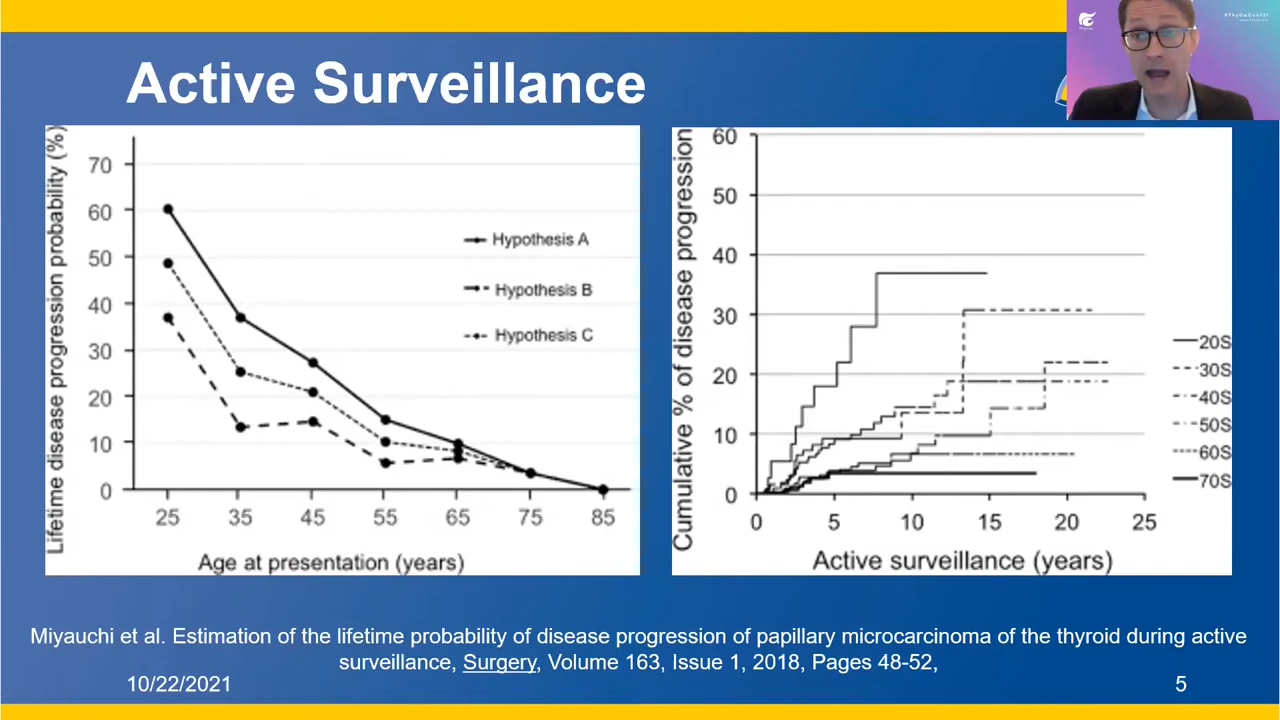 Active Surveillance
#ThyCaConf21
Lifetime disease progression probability (%)
70
60
50
40
30
20
10
0
25 35 45 55 65 75 85
Age at presentation (years)
Hypothesis A
Hypothesis B
Hypothesis C
Cumulative % of disease progression
60
50
40
30
20
10
0
0 5 10 15 20 25
Active surveillance (years)
20S
30S
40S
50S
60S
70S
Miyauchi et al. Estimation of the lifetime probability of disease progression of papillary microcarcinoma of the thyroid during active
surveillance, Surgery, Volume 163, Issue 1, 2018, Pages 48-52,
10/22/2021
5